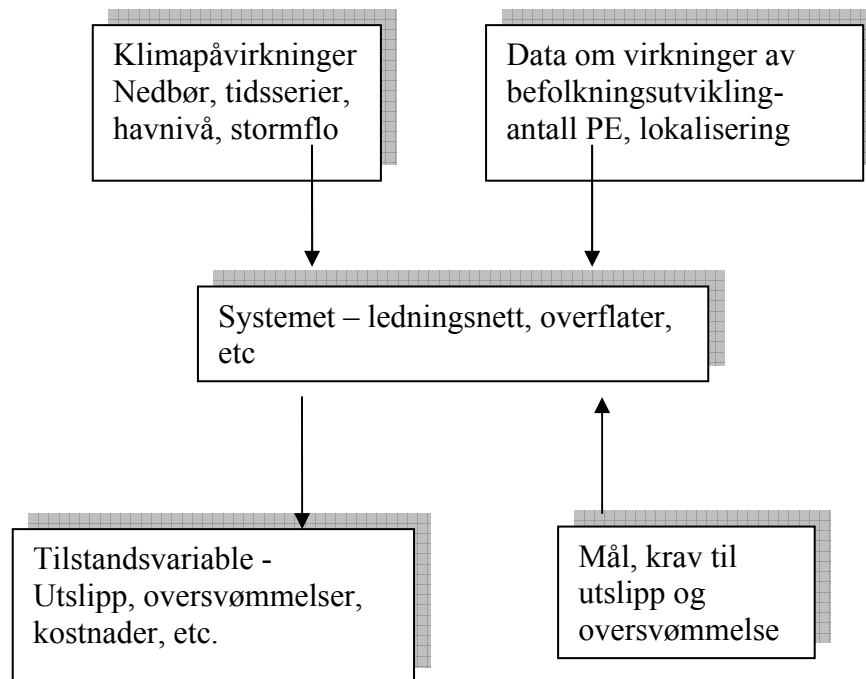 Klimapåvirkninger
Nedbør, tidsserier,
havnivå, stormflo
Data om virkninger av
befolkningsutvikling-
antall PE, lokalisering
Systemet – ledningsnett, overflater,
etc
Tilstandsvariable -
Utslipp, oversvømmelser,
kostnader, etc.
Mål, krav til
utslipp og
oversvømmelse